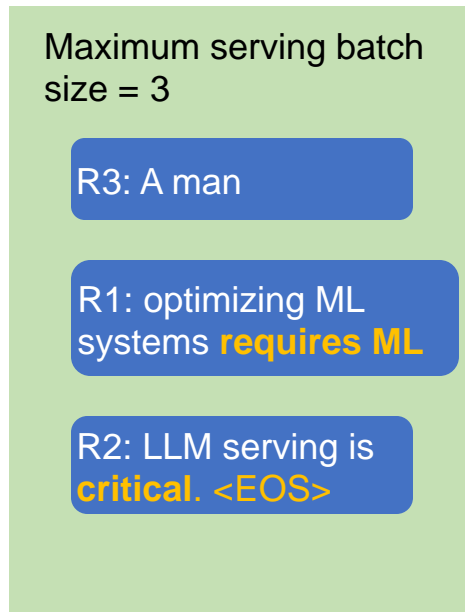 Maximum serving batch
size = 3
R3: A man
R1: optimizing ML
systems requires ML
R2: LLM serving is
critical. <EOS>